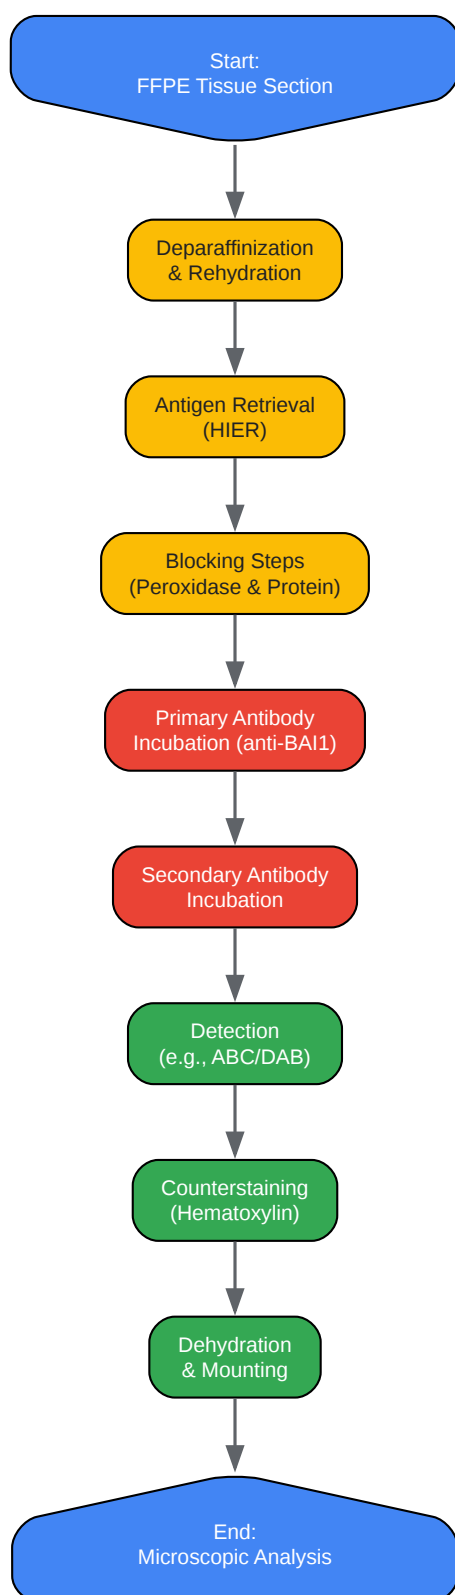 Start:
FFPE Tissue Section
Deparaffinization
& Rehydration
Antigen Retrieval
(HIER)
Blocking Steps
(Peroxidase & Protein)
Primary Antibody
Incubation (anti-BAI1)
Secondary Antibody
Incubation
Detection
(e.g., ABC/DAB)
Counterstaining
(Hematoxylin)
Dehydration
& Mounting
End:
Microscopic Analysis